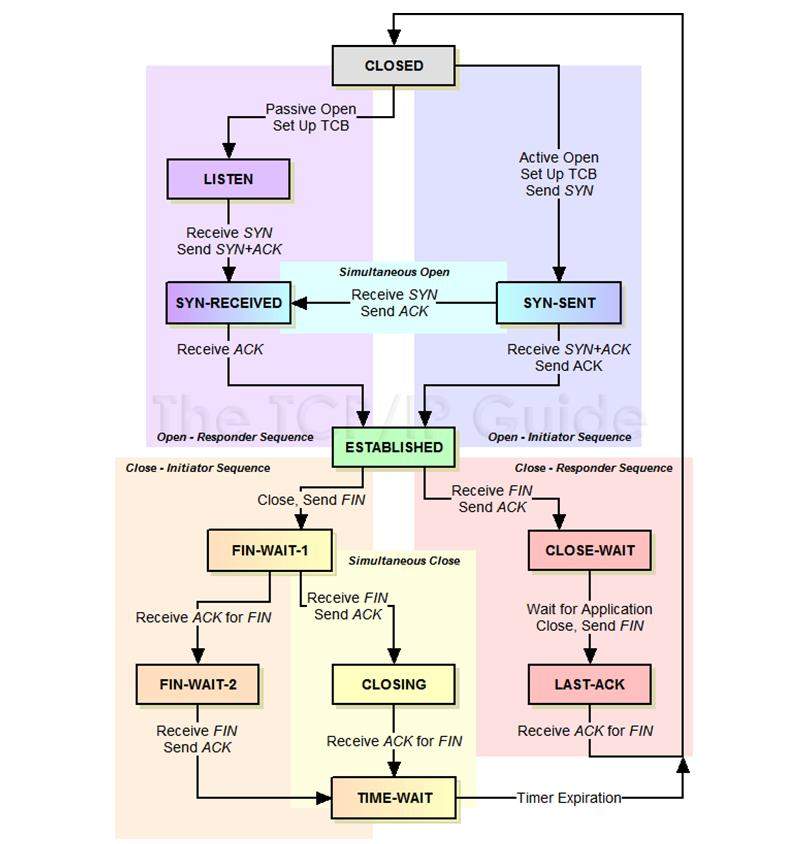 CLOSED
Passive Open
Set Up TCB
Active Open
Set Up TCB
Send SYN
LISTEN
Receive SYN
Send SYN+ACK
Simultaneous Open
SYN-RECEIVED
Receive SYN
Send ACK
SYN-SENT
Receive ACK
Receive SYN+ACK
Send ACK
The TCP/IP Guide
Open - Responder Sequence
ESTABLISHED
Open - Initiator Sequence
Close - Initiator Sequence
Close - Responder Sequence
Close, Send FIN
Receive FIN
Send ACK
FIN-WAIT-1
CLOSE-WAIT
Simultaneous Close
Receive ACK for FIN
Receive FIN
Send ACK
Wait for Application
Close, Send FIN
FIN-WAIT-2
CLOSING
LAST-ACK
Receive FIN
Send ACK
Receive ACK for FIN
Receive ACK for FIN
TIME-WAIT
Timer Expiration